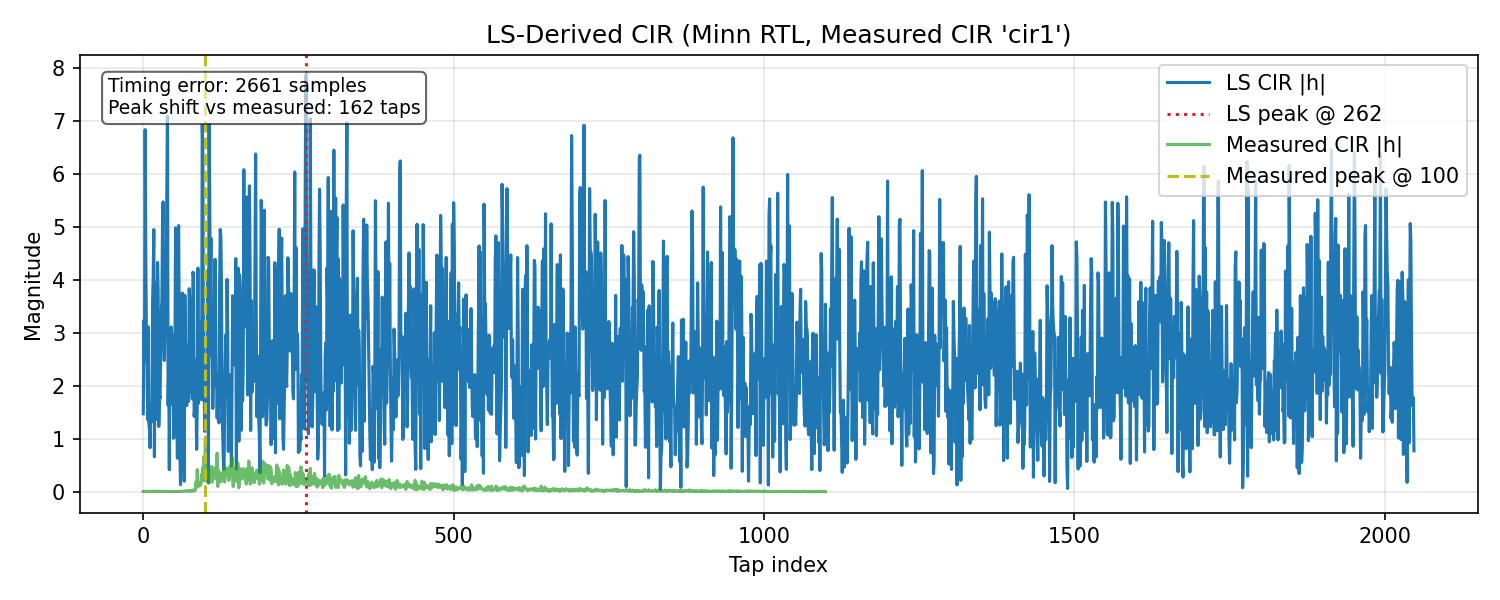 LS-Derived CIR (Minn RTL, Measured CIR 'cir1')
Timing error: 2661 samples
Peak shift vs measured: 162 taps
LS CIR |h|
LS peak @ 262
Measured CIR |h|
Measured peak @ 100
Magnitude
8
7
6
5
4
3
2
1
0
0 500 1000 1500 2000
Tap index